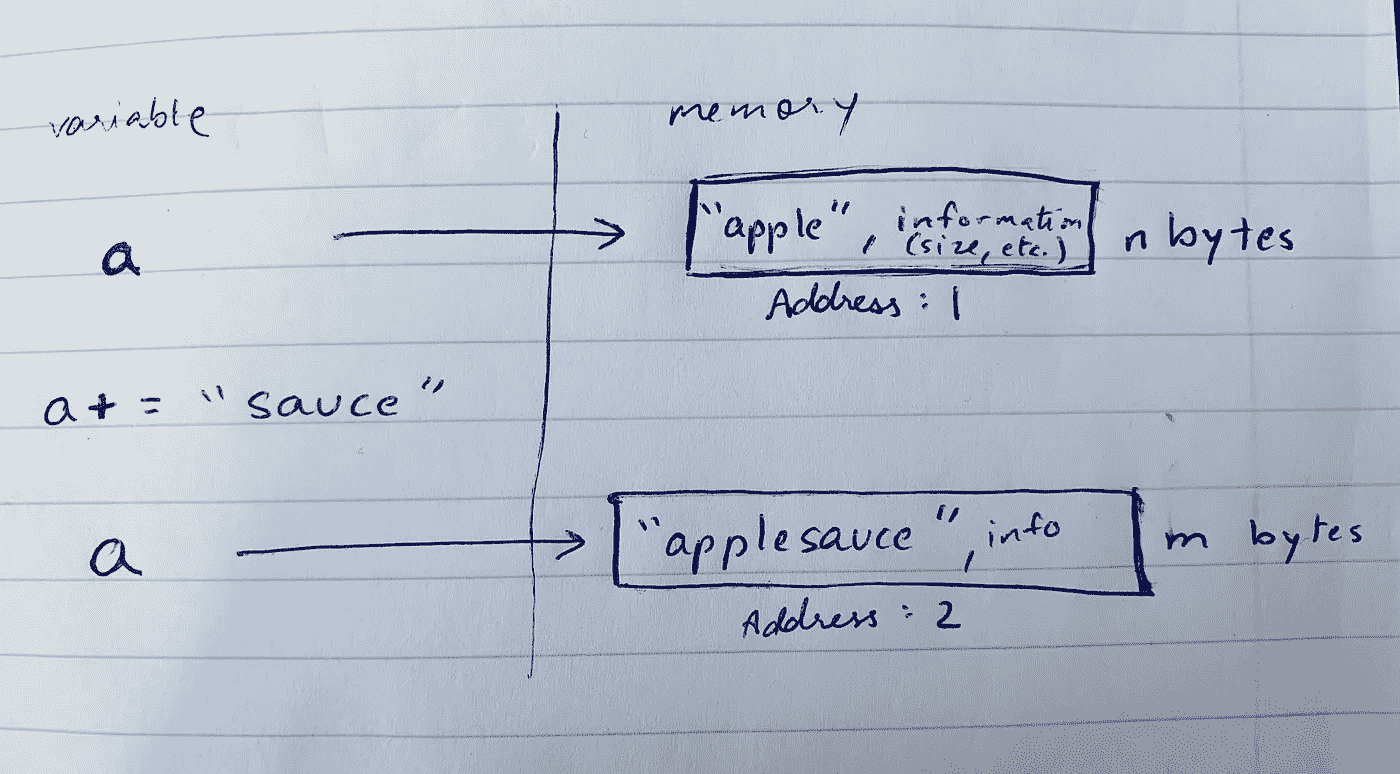 variable
memory
a
"apple", information
(size, etc.)
n bytes
Address : 1
a+ = "sauce"
a
"applesauce", info
m bytes
Address : 2